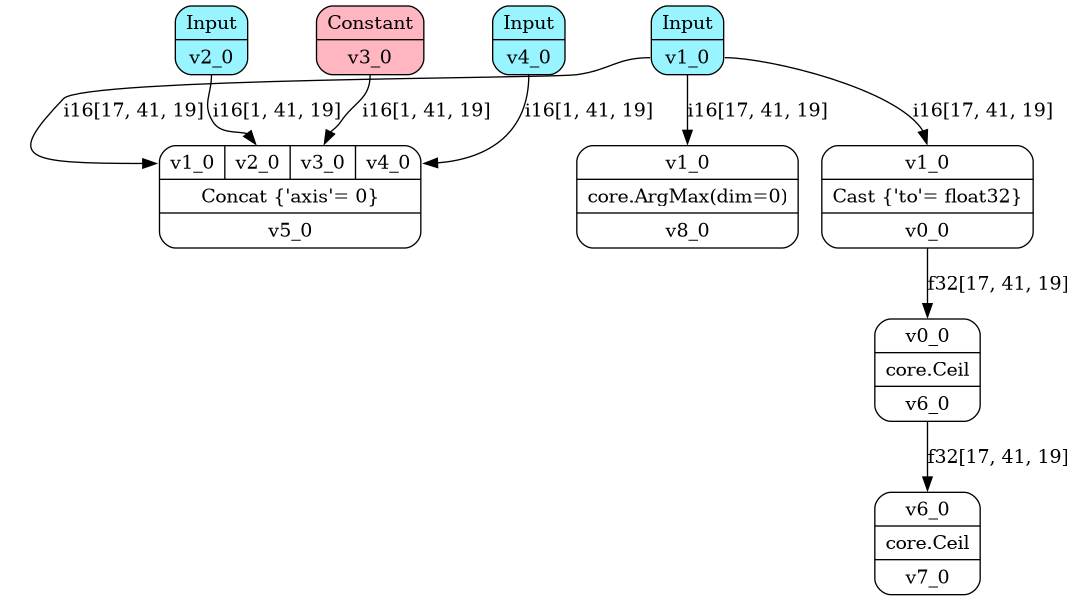 Input
v2_0
Constant
v3_0
Input
v4_0
Input
v1_0
i16[17, 41, 19]
i16[1, 41, 19]
i16[1, 41, 19]
i16[1, 41, 19]
i16[17, 41, 19]
i16[17, 41, 19]
v1_0 v2_0 v3_0 v4_0
Concat {'axis'= 0}
v5_0
v1_0
core.ArgMax(dim=0)
v8_0
v1_0
Cast {'to'= float32}
v0_0
f32[17, 41, 19]
v0_0
core.Ceil
v6_0
f32[17, 41, 19]
v6_0
core.Ceil
v7_0